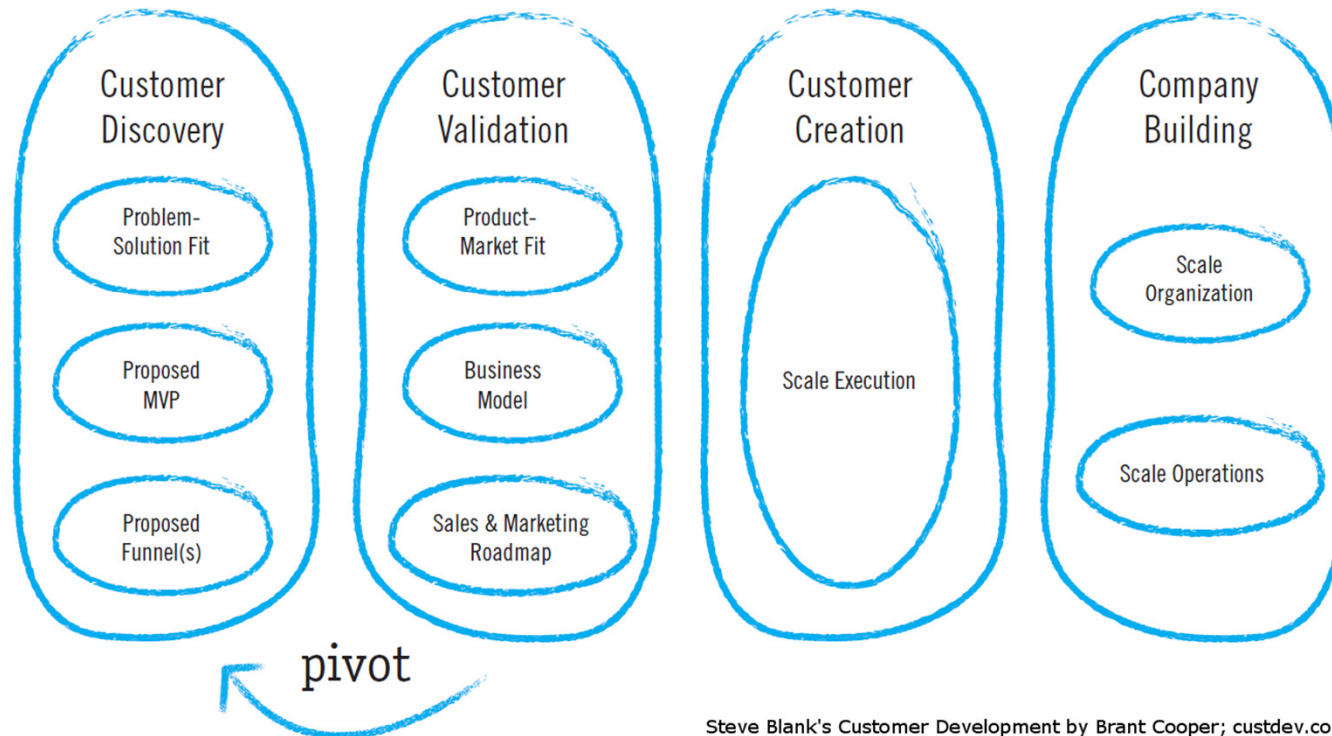 Customer
Discovery
Problem-
Solution Fit
Proposed
MVP
Proposed
Funnel(s)
Customer
Validation
Product-
Market Fit
Business
Model
Sales & Marketing
Roadmap
Customer
Creation
Scale Execution
Company
Building
Scale
Organization
Scale Operations
pivot
Steve Blank's Customer Development by Brant Cooper; custdev.co